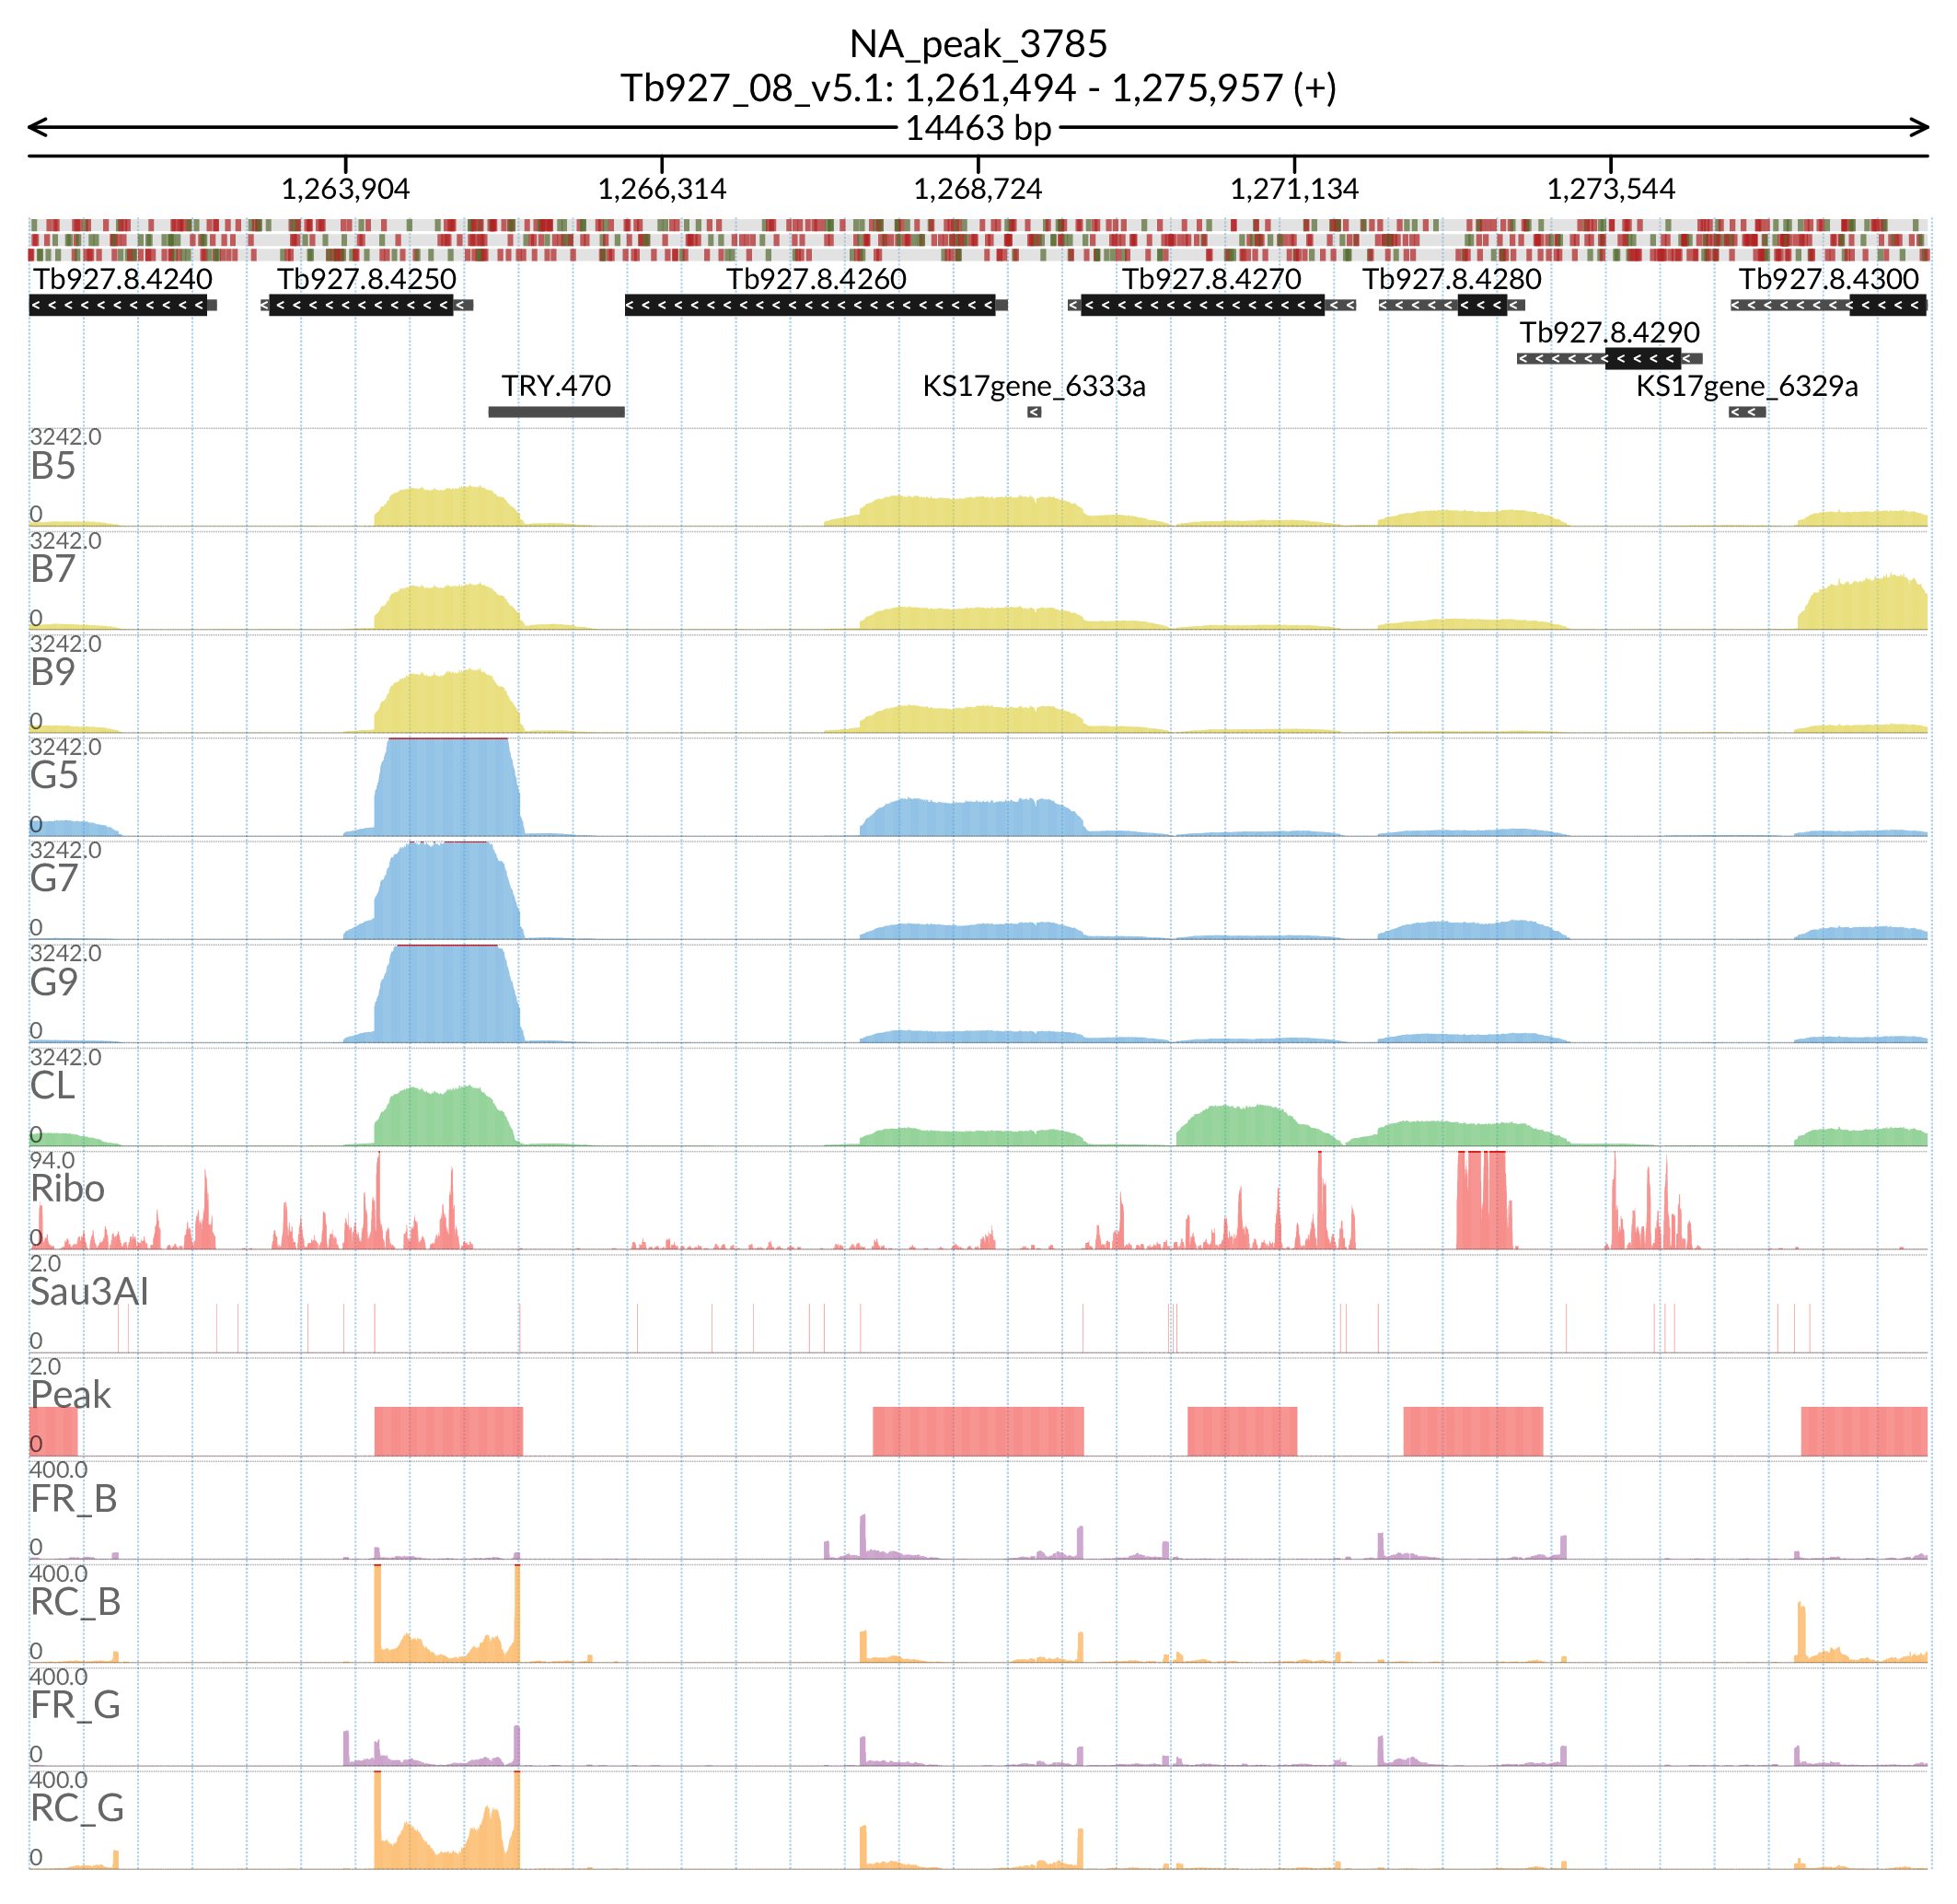 NA_peak_3785
Tb927_08_v5.1: 1,261,494 - 1,275,957 (+)
14463 bp
1,263,904 1,266,314 1,268,724 1,271,134 1,273,544
Tb927.8.4240 Tb927.8.4250 Tb927.8.4260 Tb927.8.4270 Tb927.8.4280 Tb927.8.4300
Tb927.8.4290
TRY.470 KS17gene_6333a KS17gene_6329a
3242.0
B5
0
3242.0
B7
0
3242.0
B9
0
3242.0
G5
0
3242.0
G7
0
3242.0
G9
0
3242.0
CL
0
94.0
Ribo
0
2.0
Sau3AI
0
2.0
Peak
0
400.0
FR_B
0
400.0
RC_B
0
400.0
FR_G
0
400.0
RC_G
0